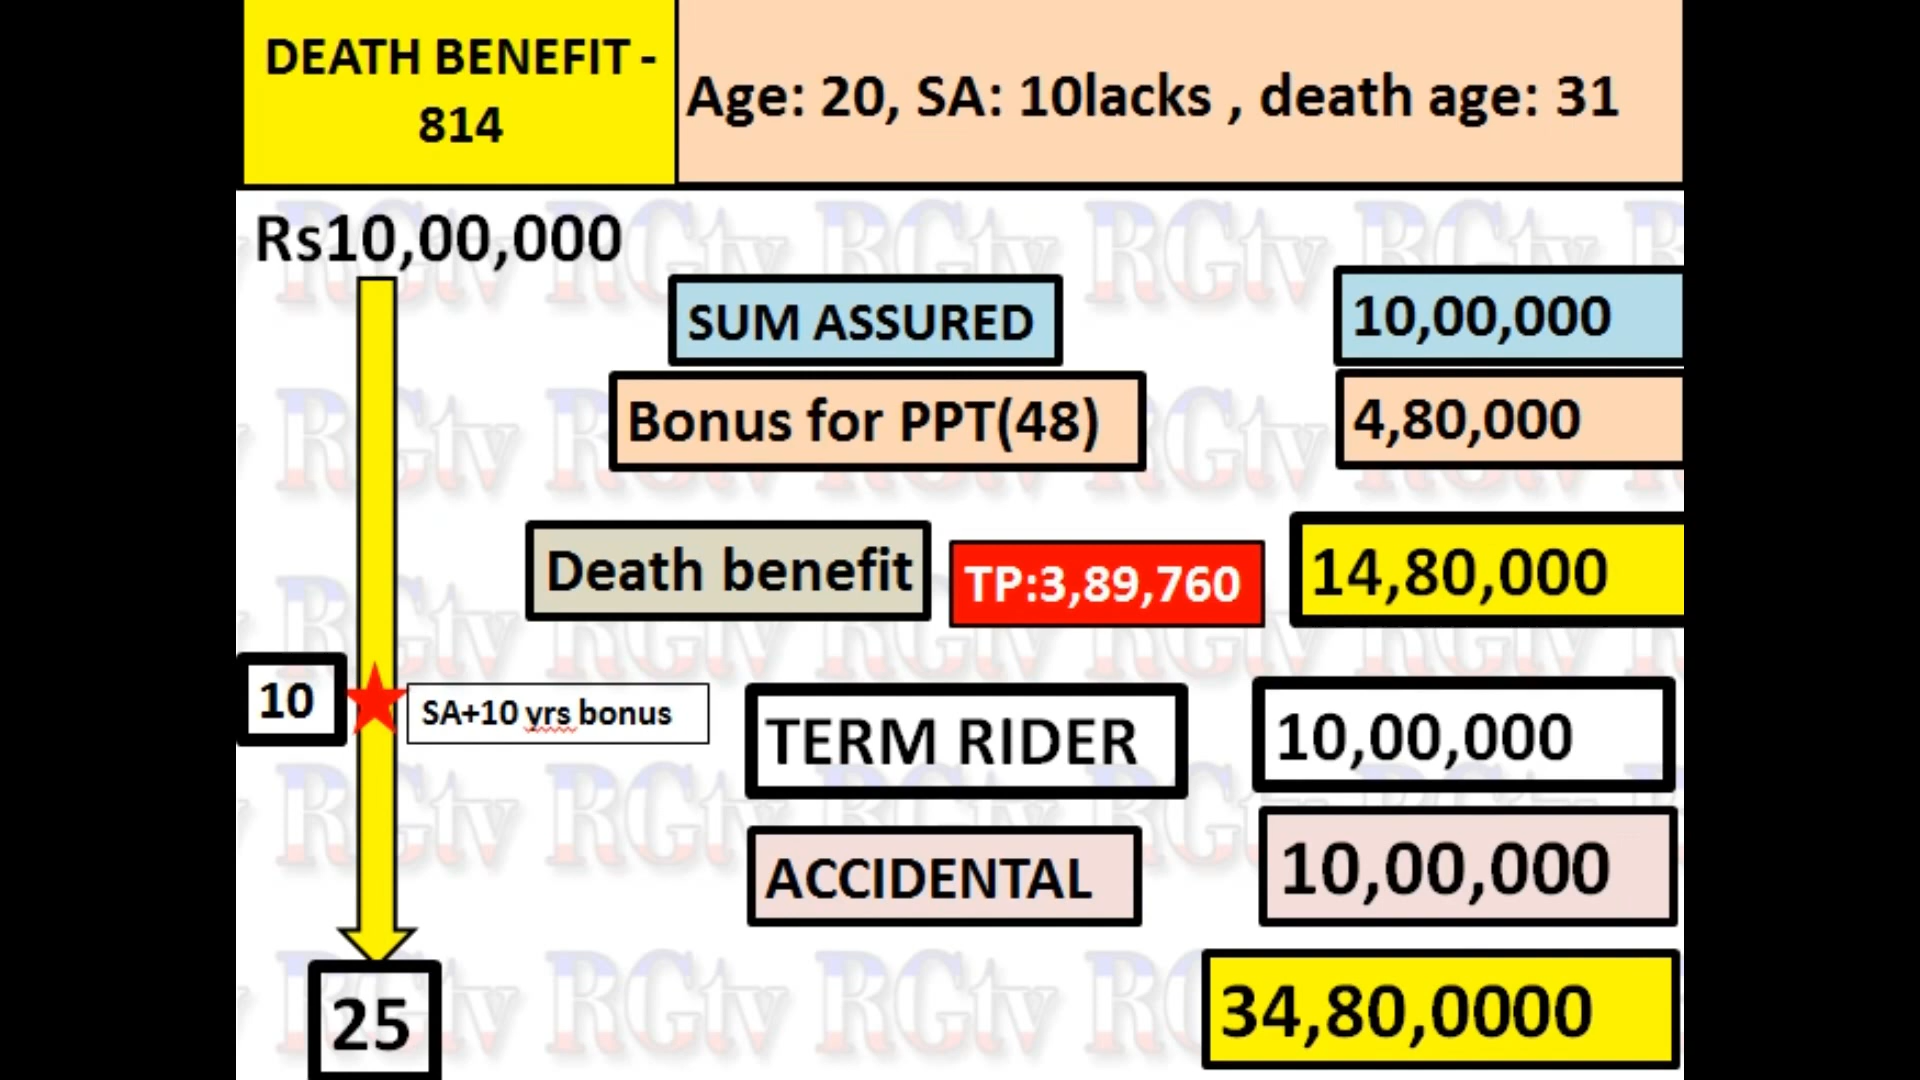 DEATH BENEFIT -
814
Age: 20, SA: 10lacks , death age: 31
Rs10,00,000
SUM ASSURED
10,00,000
Bonus for PPT(48)
4,80,000
Death benefit
TP:3,89,760
14,80,000
10
SA+10 yrs bonus
TERM RIDER
10,00,000
ACCIDENTAL
10,00,000
25
34,80,0000
RGtv